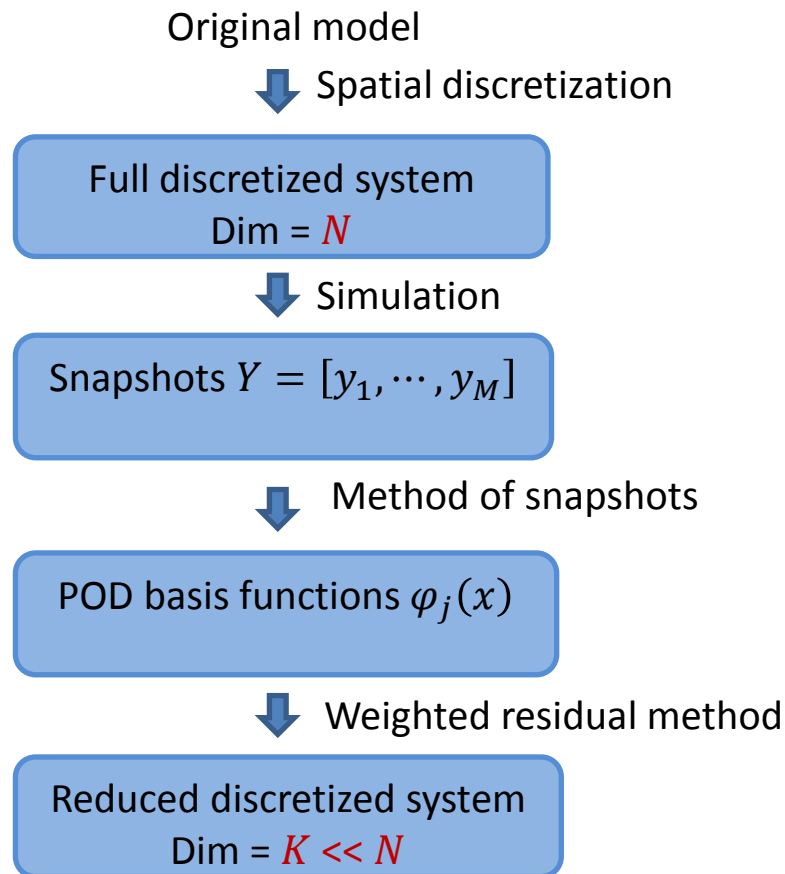 Original model
Spatial discretization
Full discretized system
Dim = N
Simulation
Snapshots Y = [y₁, ⋯ , y_M]
Method of snapshots
POD basis functions φⱼ(x)
Weighted residual method
Reduced discretized system
Dim = K << N